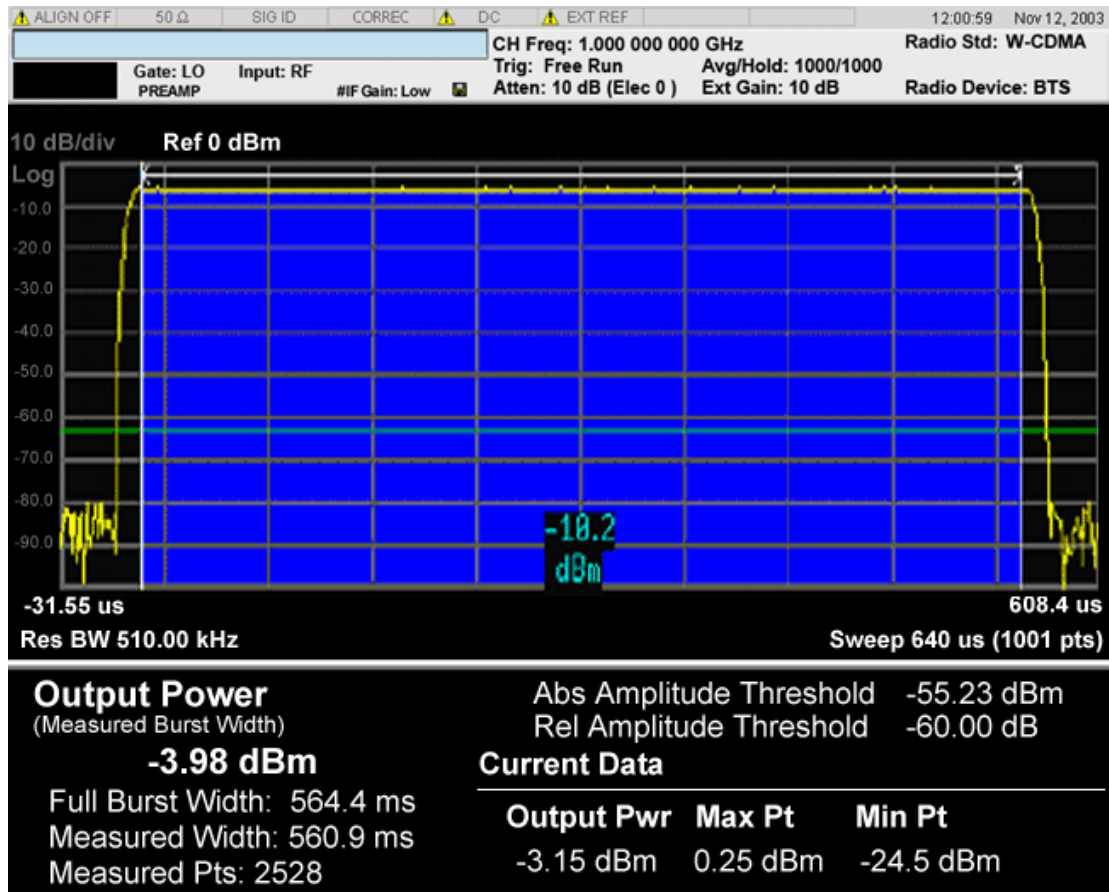 ALIGN OFF 50 Ω SIG ID CORREC DC EXT REF 12:00:59 Nov 12, 2003
CH Freq: 1.000 000 000 GHz Radio Std: W-CDMA
Gate: LO Input: RF Trig: Free Run Avg/Hold: 1000/1000
PREAMP #IF Gain: Low Atten: 10 dB (Elec 0 ) Ext Gain: 10 dB Radio Device: BTS
10 dB/div Ref 0 dBm
Log
-10.0
-20.0
-30.0
-40.0
-50.0
-60.0
-70.0
-80.0
-90.0
-10.2
dBm
-31.55 us 608.4 us
Res BW 510.00 kHz Sweep 640 us (1001 pts)
Output Power Abs Amplitude Threshold -55.23 dBm
(Measured Burst Width) Rel Amplitude Threshold -60.00 dB
-3.98 dBm Current Data
Full Burst Width: 564.4 ms
Output Pwr Max Pt Min Pt
Measured Width: 560.9 ms
-3.15 dBm 0.25 dBm -24.5 dBm
Measured Pts: 2528